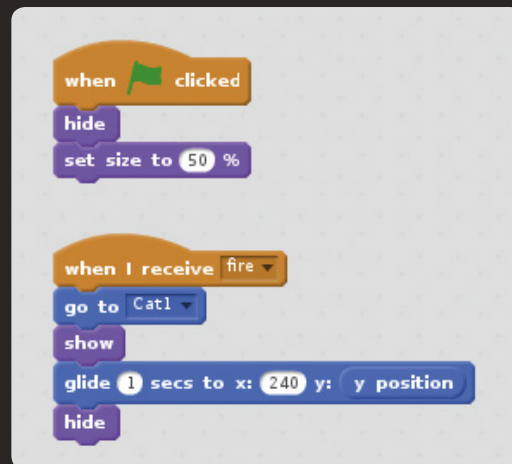 when clicked
hide
set size to 50 %
when I receive fire
go to Cat1
show
glide 1 secs to x: 240 y: y position
hide